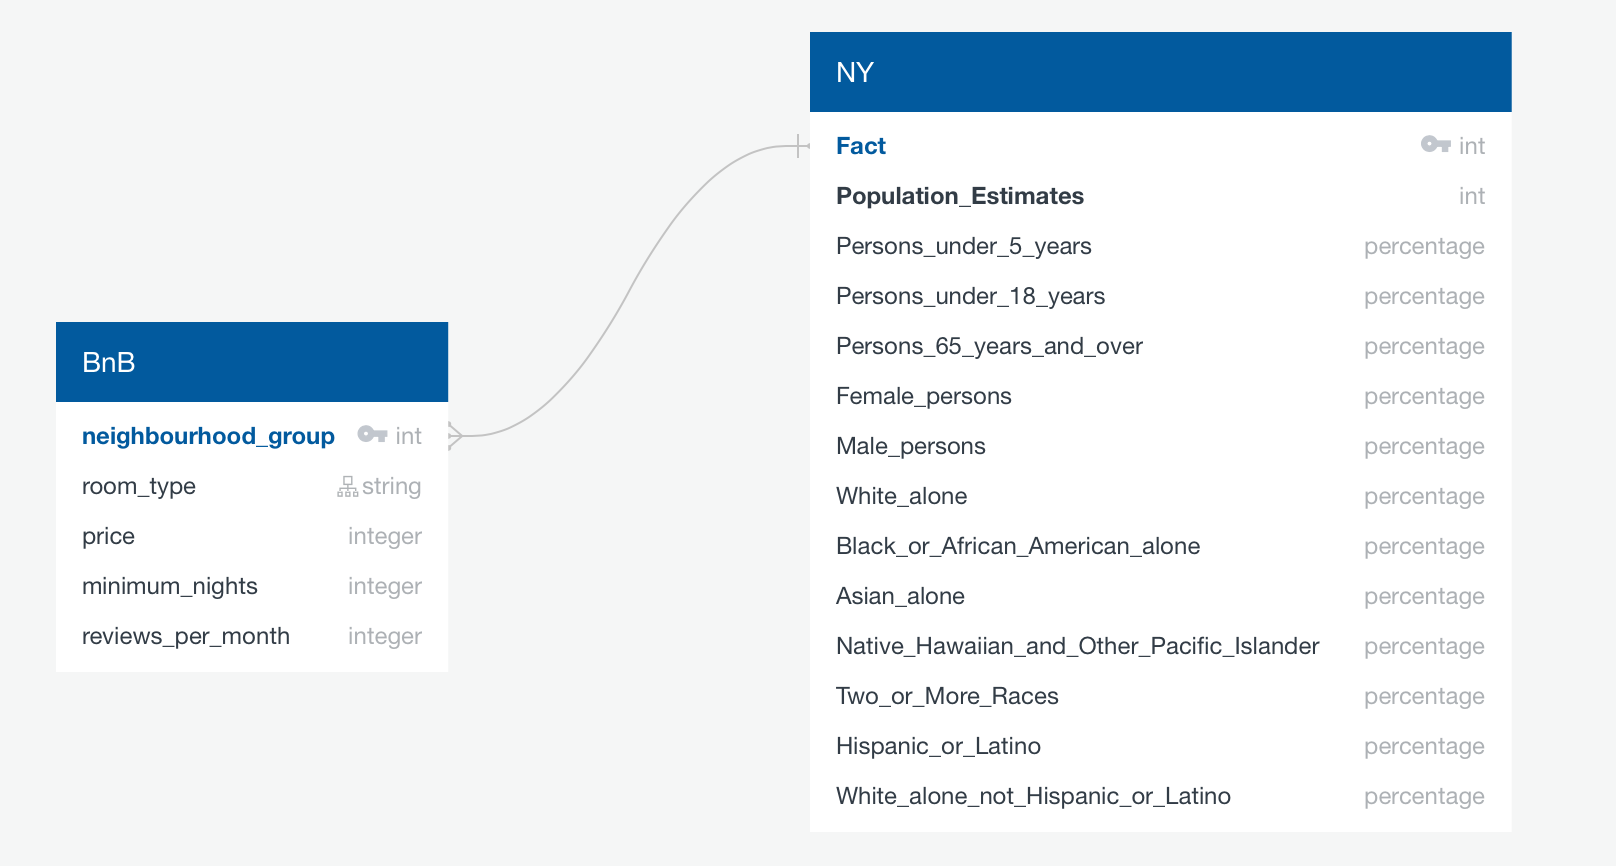 BnB
neighbourhood_group int
room_type string
price integer
minimum_nights integer
reviews_per_month integer
NY
Fact int
Population_Estimates int
Persons_under_5_years percentage
Persons_under_18_years percentage
Persons_65_years_and_over percentage
Female_persons percentage
Male_persons percentage
White_alone percentage
Black_or_African_American_alone percentage
Asian_alone percentage
Native_Hawaiian_and_Other_Pacific_Islander percentage
Two_or_More_Races percentage
Hispanic_or_Latino percentage
White_alone_not_Hispanic_or_Latino percentage